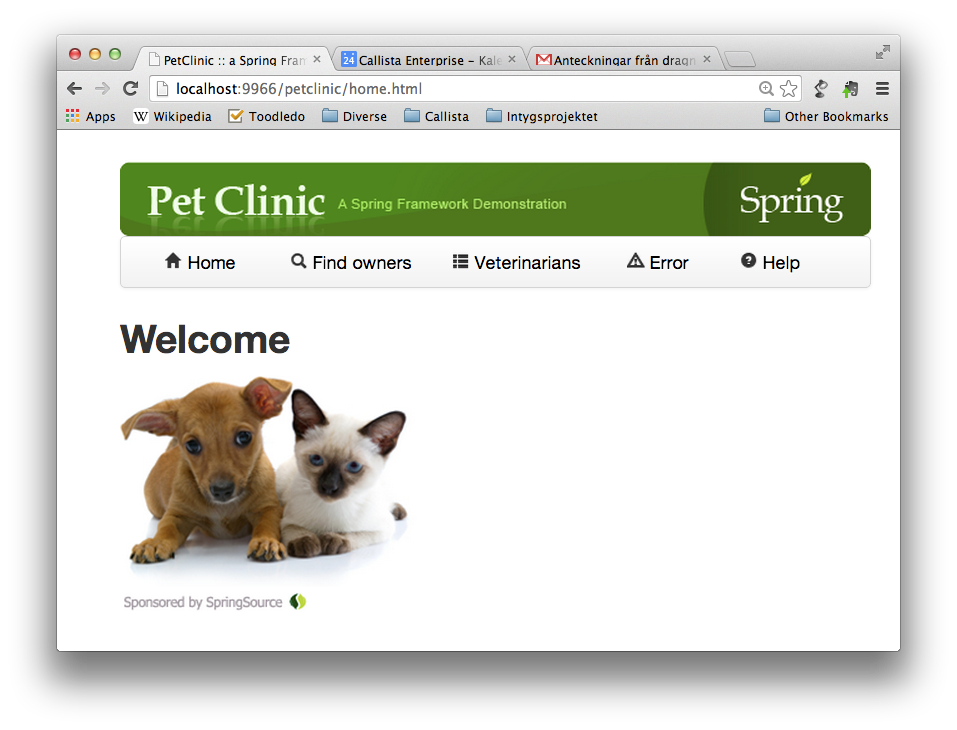 PetClinic :: a Spring Fran
24 Callista Enterprise – Kale
Anteckningar från dragn
localhost:9966/petclinic/home.html
Apps Wikipedia Toodledo Diverse Callista Intygsprojektet Other Bookmarks
Pet Clinic A Spring Framework Demonstration Spring
Home Find owners Veterinarians Error Help
Welcome
Sponsored by SpringSource